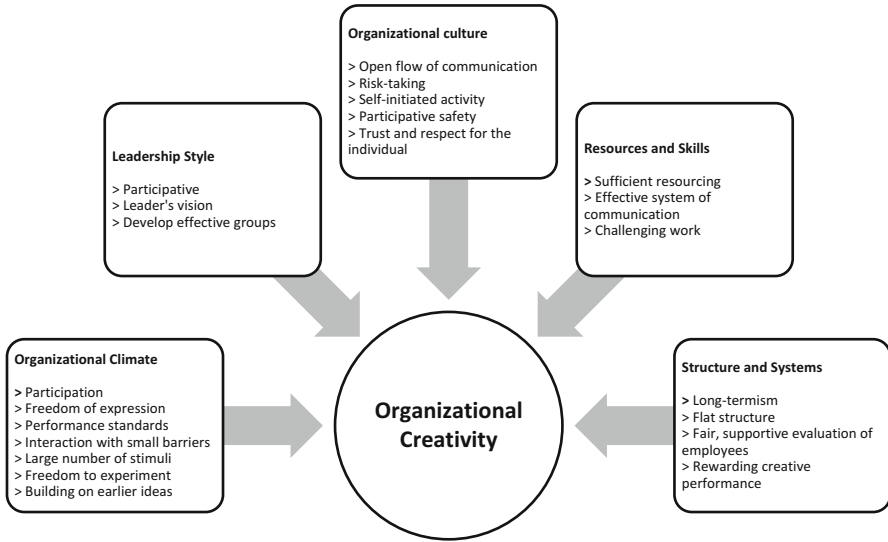 Organizational culture
> Open flow of communication
> Risk-taking
> Self-initiated activity
> Participative safety
> Trust and respect for the
individual
Leadership Style
> Participative
> Leader's vision
> Develop effective groups
Resources and Skills
> Sufficient resourcing
> Effective system of
communication
> Challenging work
Organizational Climate
> Participation
> Freedom of expression
> Performance standards
> Interaction with small barriers
> Large number of stimuli
> Freedom to experiment
> Building on earlier ideas
Organizational
Creativity
Structure and Systems
> Long-termism
> Flat structure
> Fair, supportive evaluation of
employees
> Rewarding creative
performance